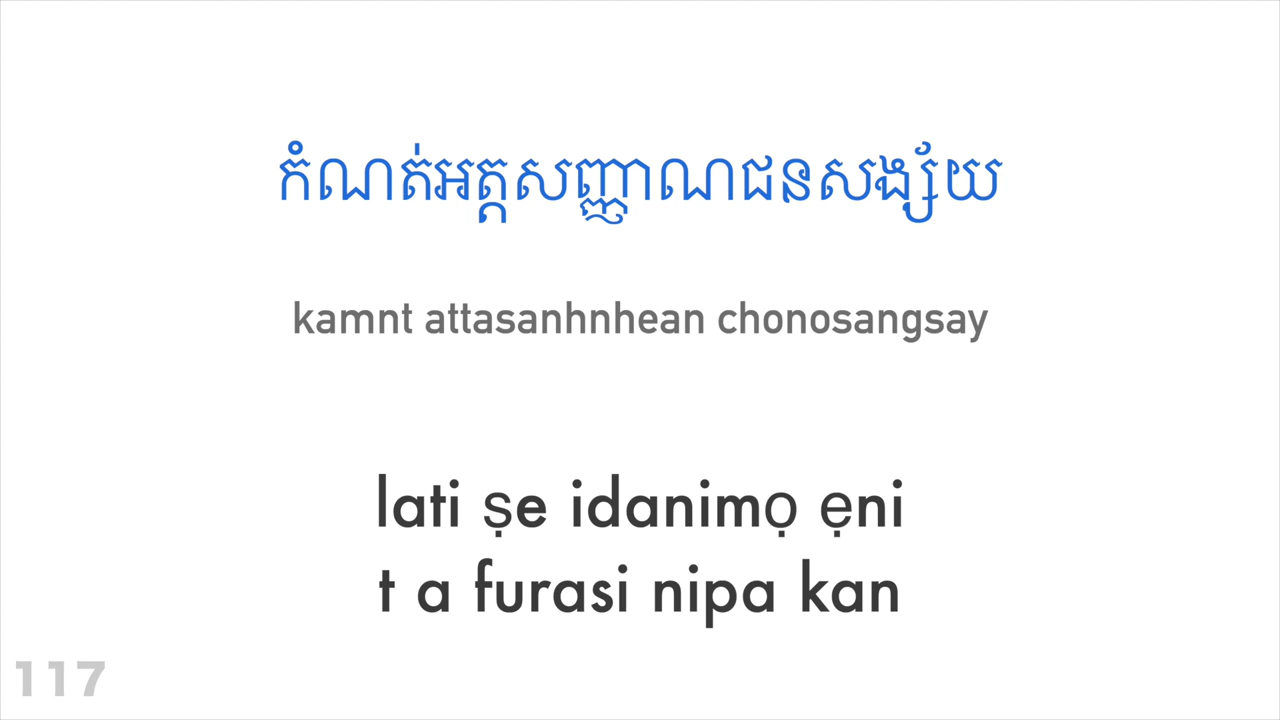 កំណត់អត្តសញ្ញាណជនសង្ស័យ
kamnt attasanhnhean chonosangsay
lati ṣe idanimọ ẹni
t a furasi nipa kan
117